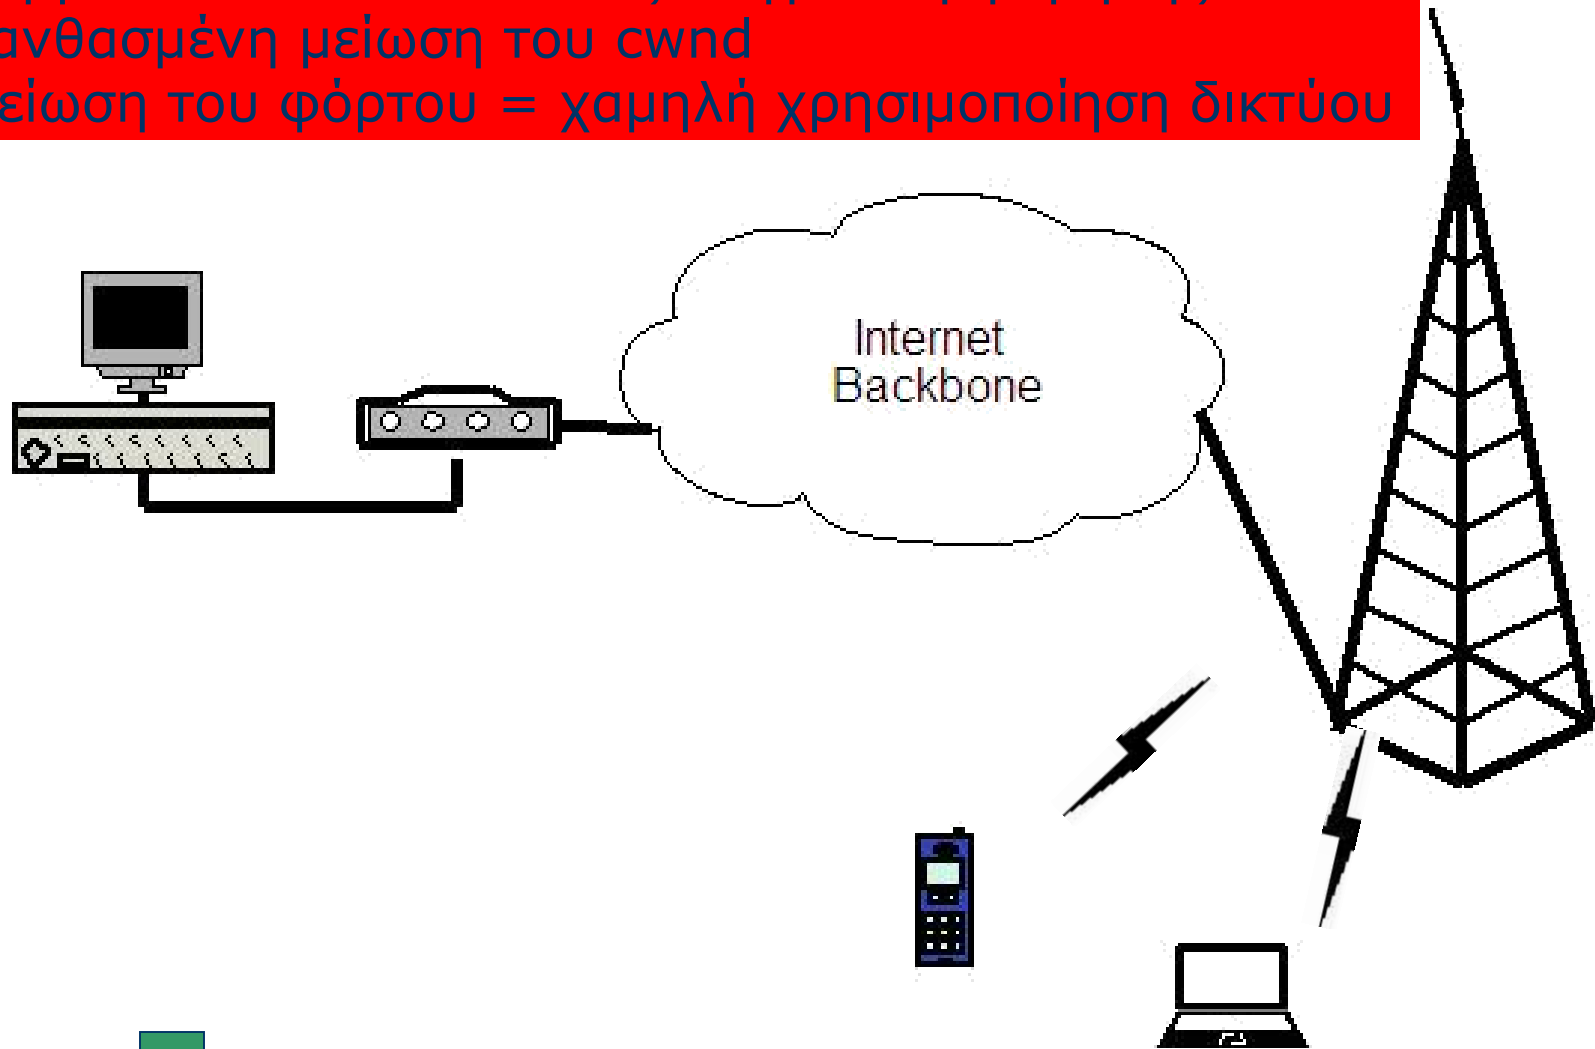 ανθασμένη μείωση του cwnd
είωση του φόρτου = χαμηλή χρησιμοποίηση δικτύου
Internet
Backbone